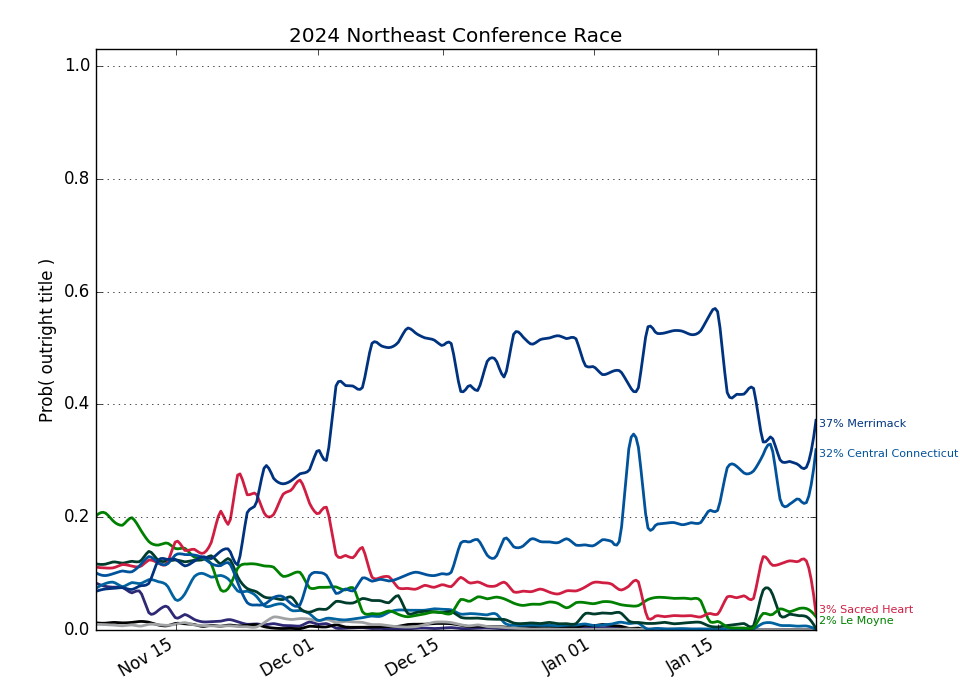 2024 Northeast Conference Race
Prob( outright title )
1.0
0.8
0.6
0.4
0.2
0.0
Nov 15
Dec 01
Dec 15
Jan 01
Jan 15
37% Merrimack
32% Central Connecticut
3% Sacred Heart
2% Le Moyne